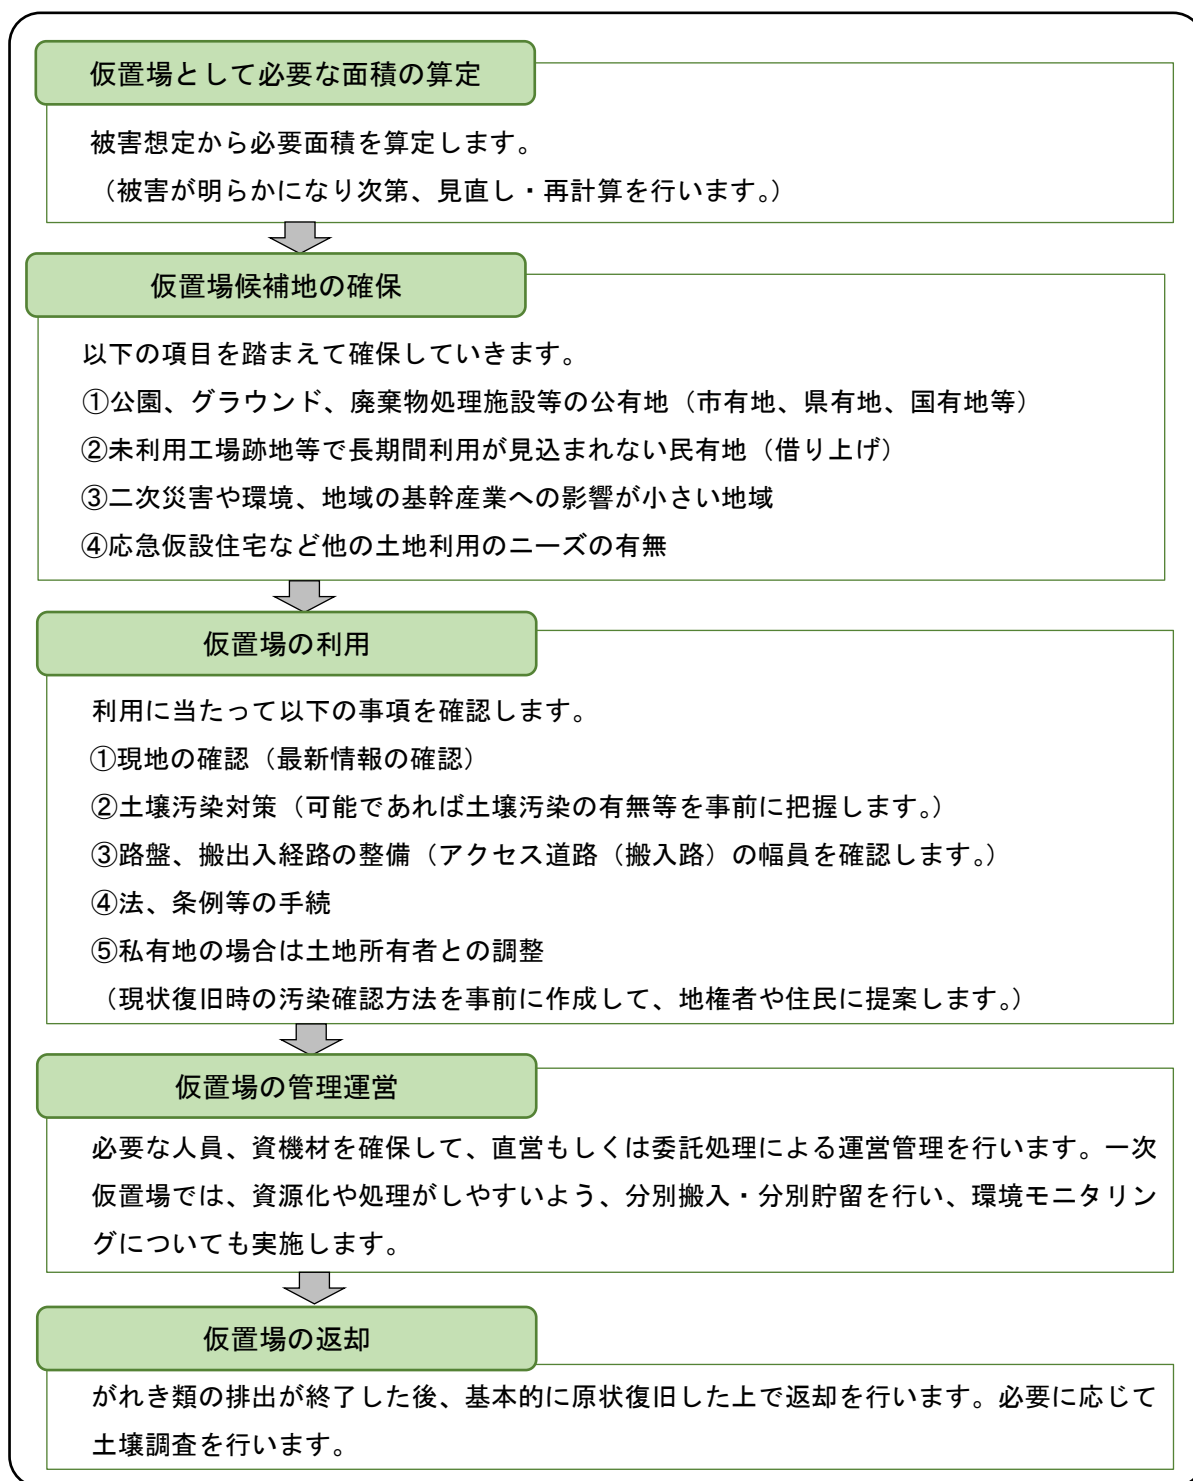 仮置場として必要な面積の算定
被害想定から必要面積を算定します。
（被害が明らかになり次第、見直し・再計算を行います。）
仮置場候補地の確保
以下の項目を踏まえて確保していきます。
①公園、グラウンド、廃棄物処理施設等の公有地（市有地、県有地、国有地等）
②未利用工場跡地等で長期間利用が見込まれない民有地（借り上げ）
③二次災害や環境、地域の基幹産業への影響が小さい地域
④応急仮設住宅など他の土地利用のニーズの有無
仮置場の利用
利用に当たって以下の事項を確認します。
①現地の確認（最新情報の確認）
②土壌汚染対策（可能であれば土壌汚染の有無等を事前に把握します。）
③路盤、搬出入経路の整備（アクセス道路（搬入路）の幅員を確認します。）
④法、条例等の手続
⑤私有地の場合は土地所有者との調整
（現状復旧時の汚染確認方法を事前に作成して、地権者や住民に提案します。）
仮置場の管理運営
必要な人員、資機材を確保して、直営もしくは委託処理による運営管理を行います。一次
仮置場では、資源化や処理がしやすいよう、分別搬入・分別貯留を行い、環境モニタリン
グについても実施します。
仮置場の返却
がれき類の排出が終了した後、基本的に原状復旧した上で返却を行います。必要に応じて
土壌調査を行います。